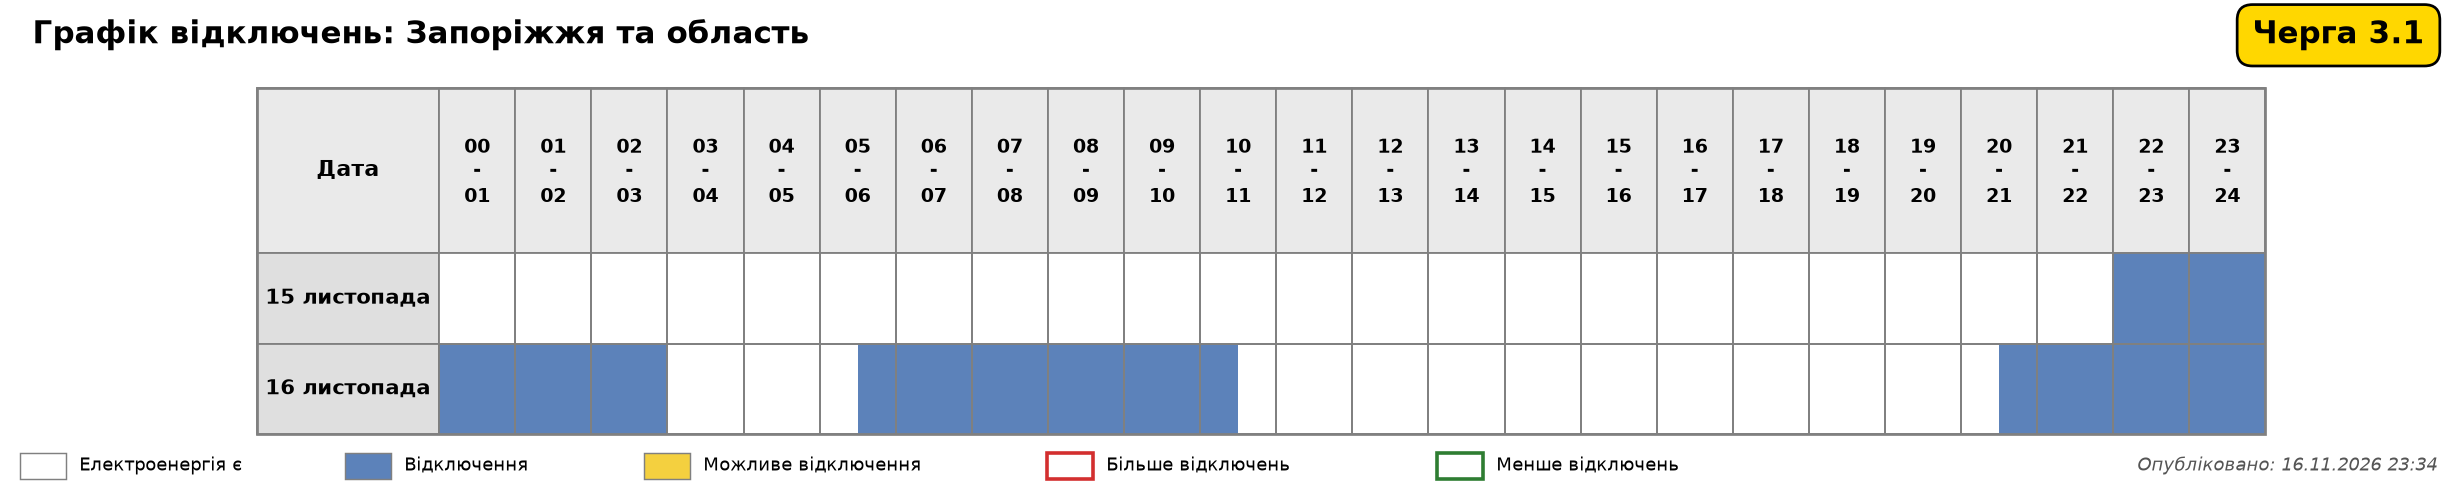 Графік відключень: Запоріжжя та область
Черга 3.1
Дата
00 - 01
01 - 02
02 - 03
03 - 04
04 - 05
05 - 06
06 - 07
07 - 08
08 - 09
09 - 10
10 - 11
11 - 12
12 - 13
13 - 14
14 - 15
15 - 16
16 - 17
17 - 18
18 - 19
19 - 20
20 - 21
21 - 22
22 - 23
23 - 24
15 листопада
16 листопада
Електроенергія є
Відключення
Можливе відключення
Більше відключень
Менше відключень
Опубліковано: 16.11.2026 23:34